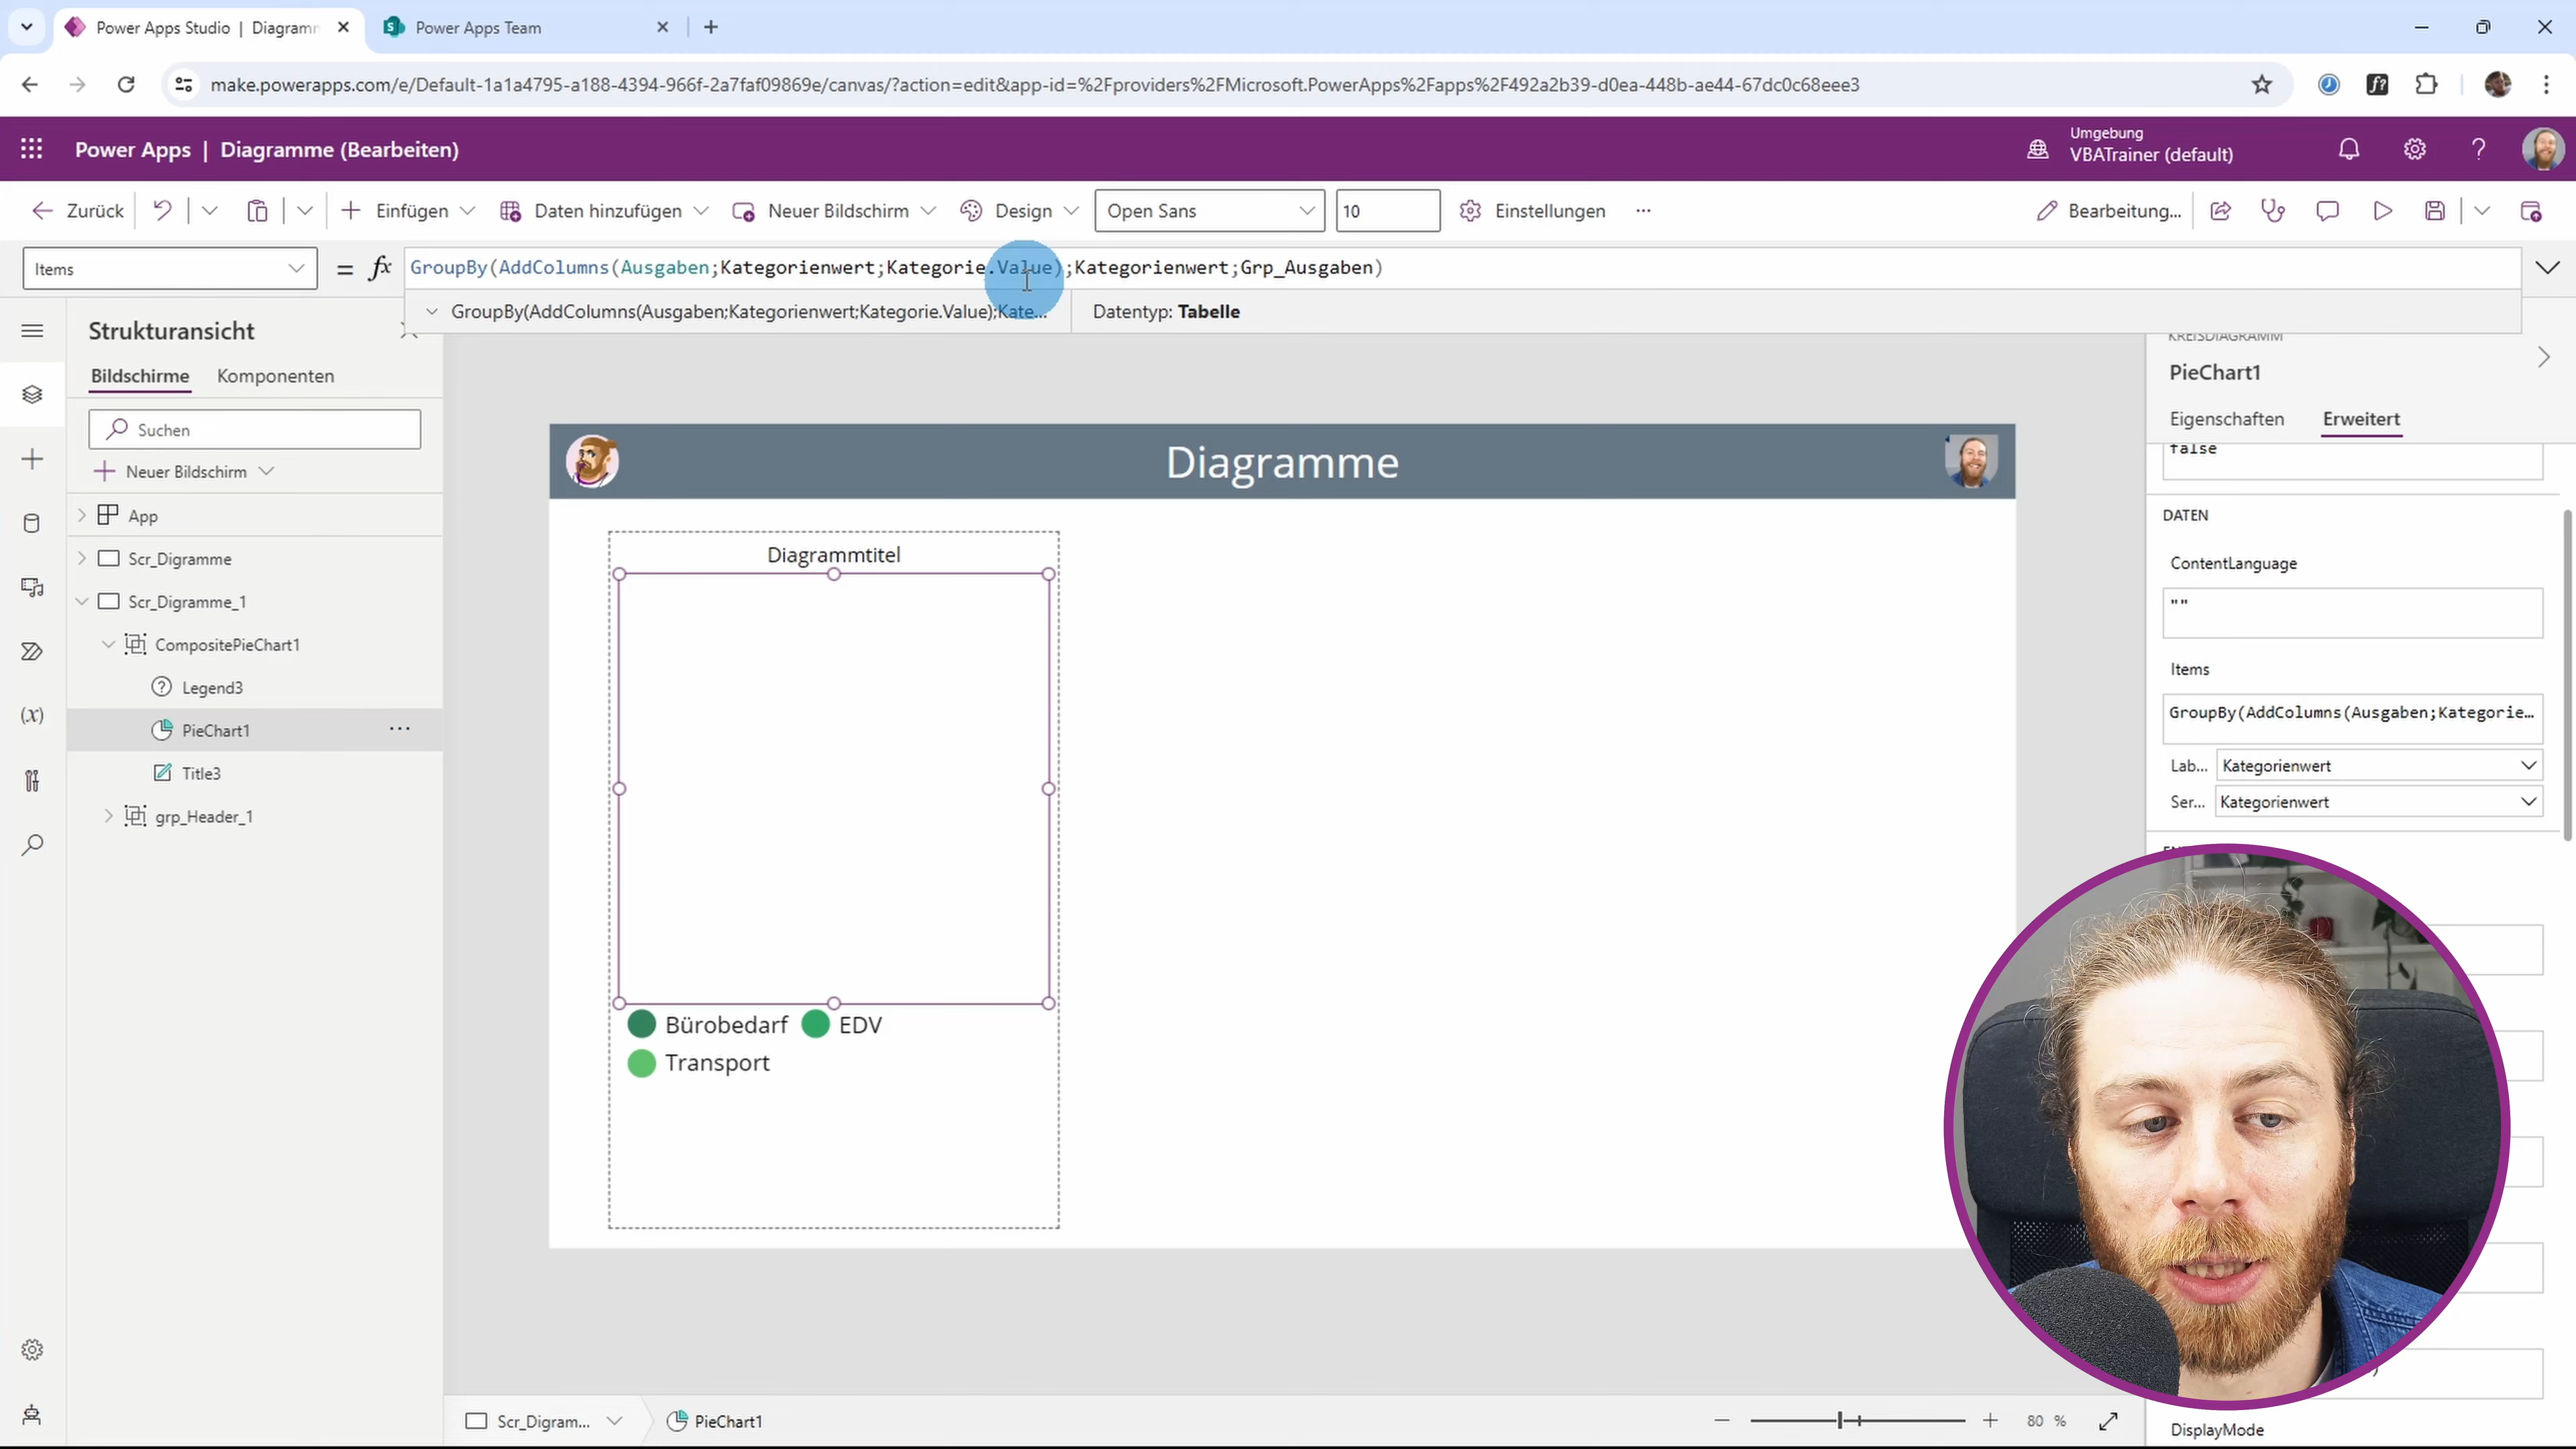 Power Apps Studio | Diagramm
Power Apps Team
make.powerapps.com/e/Default-1a1a4795-a188-4394-966f-2a7faf09869e/canvas/?action=edit&app-id=%2Fproviders%2FMicrosoft.PowerApps%2Fapps%2F492a2b39-d0ea-448b-ae44-67dc0c68eee3
Power Apps | Diagramme (Bearbeiten)
Umgebung
VBATrainer (default)
Zurück
Einfügen
Daten hinzufügen
Neuer Bildschirm
Design
Open Sans
10
Einstellungen
Bearbeitung...
Items
= fx
GroupBy(AddColumns(Ausgaben;Kategorienwert;Kategorie.Value);Kategorienwert;Grp_Ausgaben)
GroupBy(AddColumns(Ausgaben;Kategorienwert;Kategorie.Value);Kate...
Datentyp: Tabelle
Strukturansicht
Bildschirme
Komponenten
Suchen
Neuer Bildschirm
App
Scr_Digramme
Scr_Digramme_1
CompositePieChart1
Legend3
PieChart1
Title3
grp_Header_1
Diagramme
Diagrammtitel
Bürobedarf
EDV
Transport
KREISDIAGRAMM
PieChart1
Eigenschaften
Erweitert
false
DATEN
ContentLanguage
""
Items
GroupBy(AddColumns(Ausgaben;Kategorie...
Lab...
Kategorienwert
Ser...
Kategorienwert
DisplayMode
Scr_Digram...
PieChart1
80 %